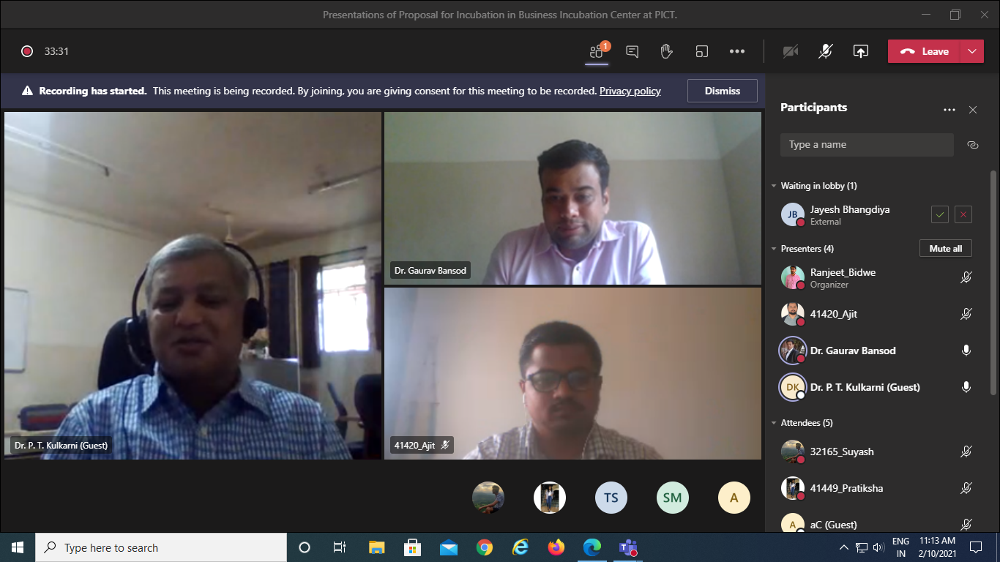 Presentations of Proposal for Incubation in Business Incubation Center at PICT.
33:31
1
Leave
Recording has started. This meeting is being recorded. By joining, you are giving consent for this meeting to be recorded. Privacy policy
Dismiss
Dr. P. T. Kulkarni (Guest)
Dr. Gaurav Bansod
41420_Ajit
TS
SM
A
Participants
Type a name
Waiting in lobby (1)
JB
Jayesh Bhangdiya
External
Presenters (4)
Mute all
Ranjeet_Bidwe
Organizer
41420_Ajit
Dr. Gaurav Bansod
DK
Dr. P. T. Kulkarni (Guest)
Attendees (5)
32165_Suyash
41449_Pratiksha
A
aC (Guest)
Type here to search
ENG
IN
11:13 AM
2/10/2021